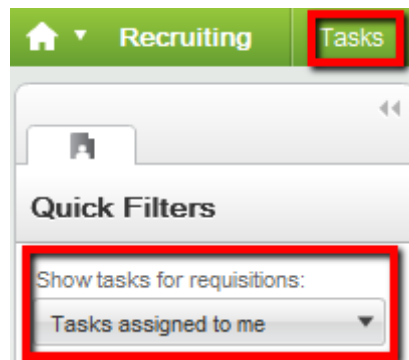 Recruiting Tasks
Quick Filters
Show tasks for requisitions:
Tasks assigned to me